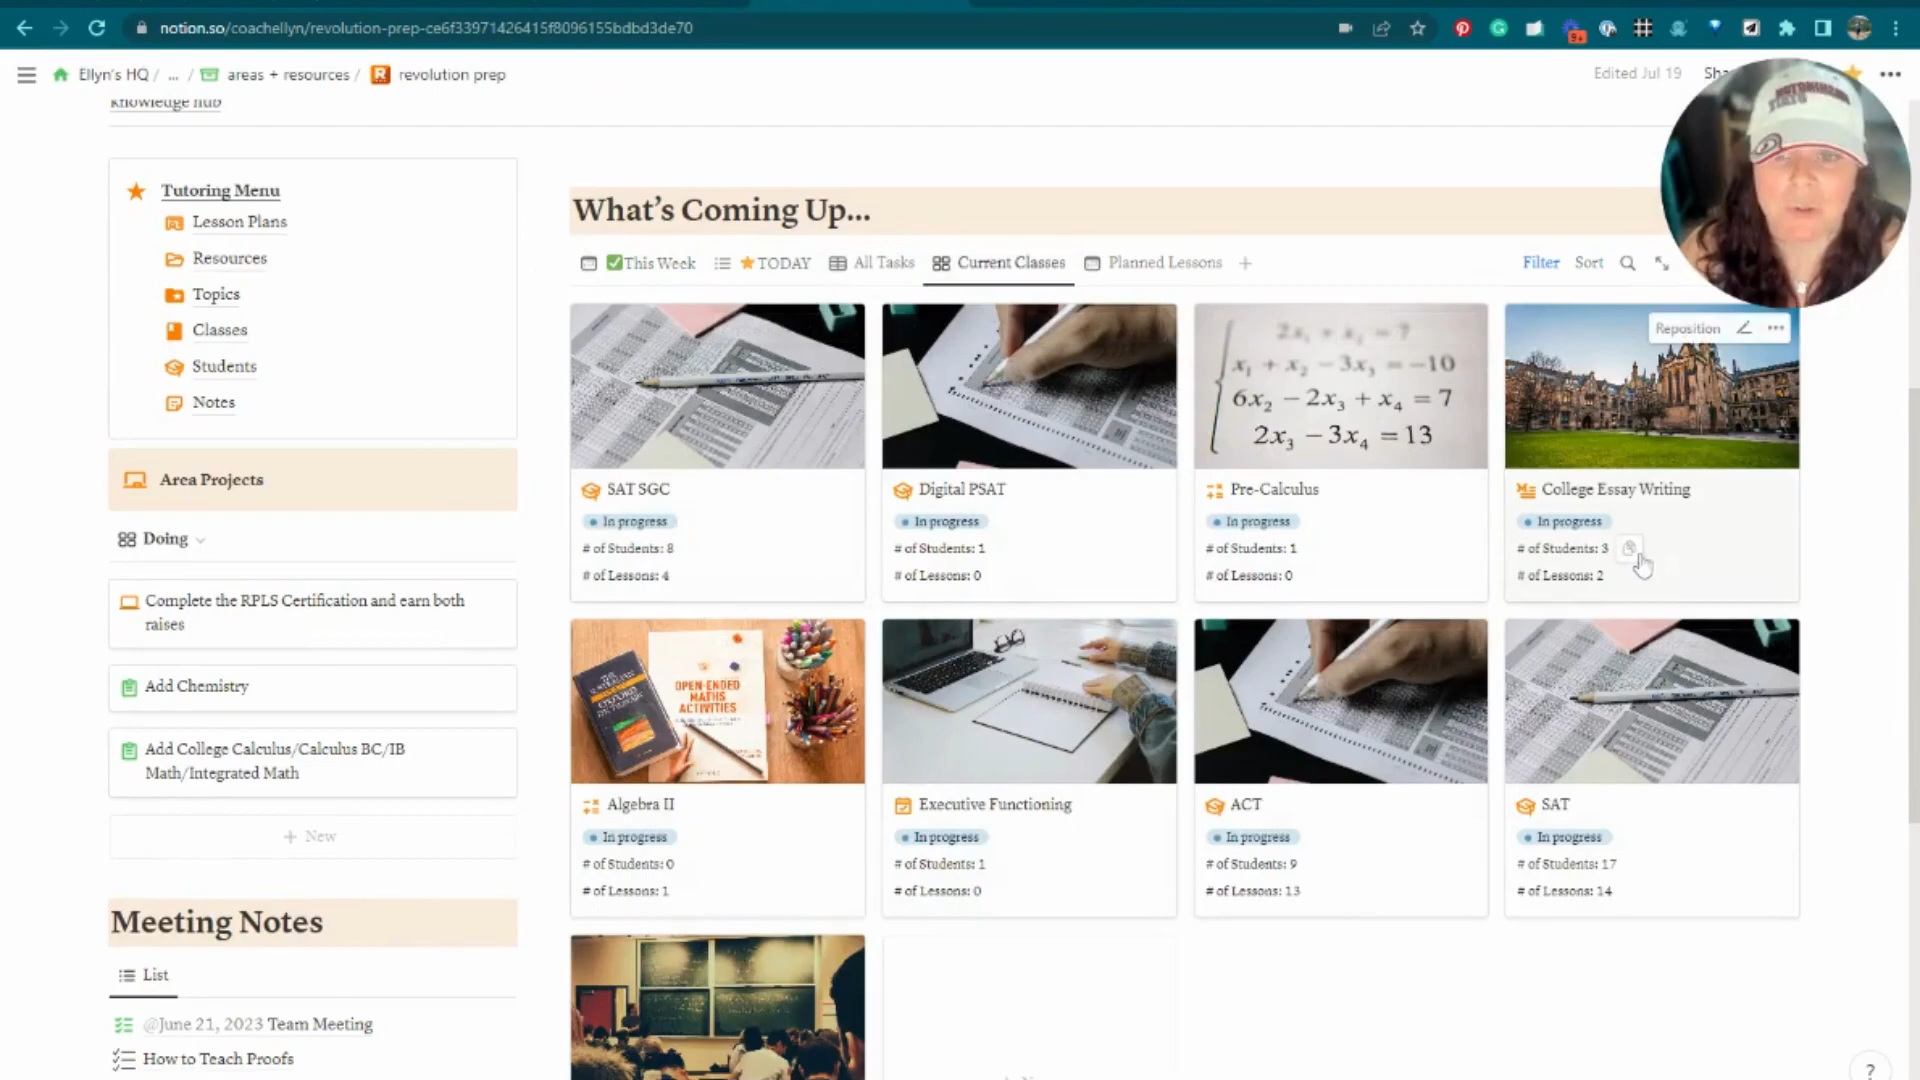 notion.so/coachellyn/revolution-prep-ce6f33971426415f8096155bdbd3de70
9+
Ellyn's HQ / ... / areas + resources / revolution prep
Edited Jul 19
Knowledge hub
Tutoring Menu
Lesson Plans
Resources
Topics
Classes
Students
Notes
Area Projects
Doing
Complete the RPLS Certification and earn both
raises
Add Chemistry
Add College Calculus/Calculus BC/IB
Math/Integrated Math
+ New
Meeting Notes
List
@June 21, 2023 Team Meeting
How to Teach Proofs
What's Coming Up...
This Week
TODAY
All Tasks
Current Classes
Planned Lessons
+
Filter
Sort
Reposition
x₁ + x₂ − 3x₃ = −10
6x₂ − 2x₃ + x₄ = 7
2x₃ − 3x₄ = 13
SAT SGC
In progress
# of Students: 8
# of Lessons: 4
Digital PSAT
In progress
# of Students: 1
# of Lessons: 0
Pre-Calculus
In progress
# of Students: 1
# of Lessons: 0
College Essay Writing
In progress
# of Students: 3
# of Lessons: 2
OPEN-ENDED
MATHS
ACTIVITIES
Algebra II
In progress
# of Students: 0
# of Lessons: 1
Executive Functioning
In progress
# of Students: 1
# of Lessons: 0
ACT
In progress
# of Students: 9
# of Lessons: 13
SAT
In progress
# of Students: 17
# of Lessons: 14
?